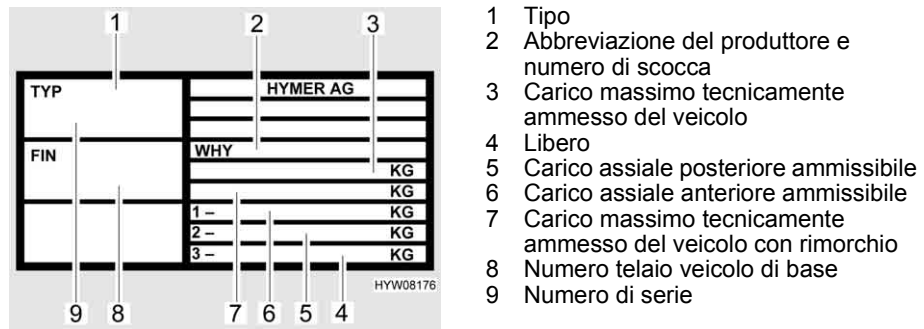 1 2 3
TYP
HYMER AG
FIN
WHY
KG
KG
1 – KG
2 – KG
3 – KG
HYW08176
9 8 7 6 5 4
1 Tipo
2 Abbreviazione del produttore e
numero di scocca
3 Carico massimo tecnicamente
ammesso del veicolo
4 Libero
5 Carico assiale posteriore ammissibile
6 Carico assiale anteriore ammissibile
7 Carico massimo tecnicamente
ammesso del veicolo con rimorchio
8 Numero telaio veicolo di base
9 Numero di serie